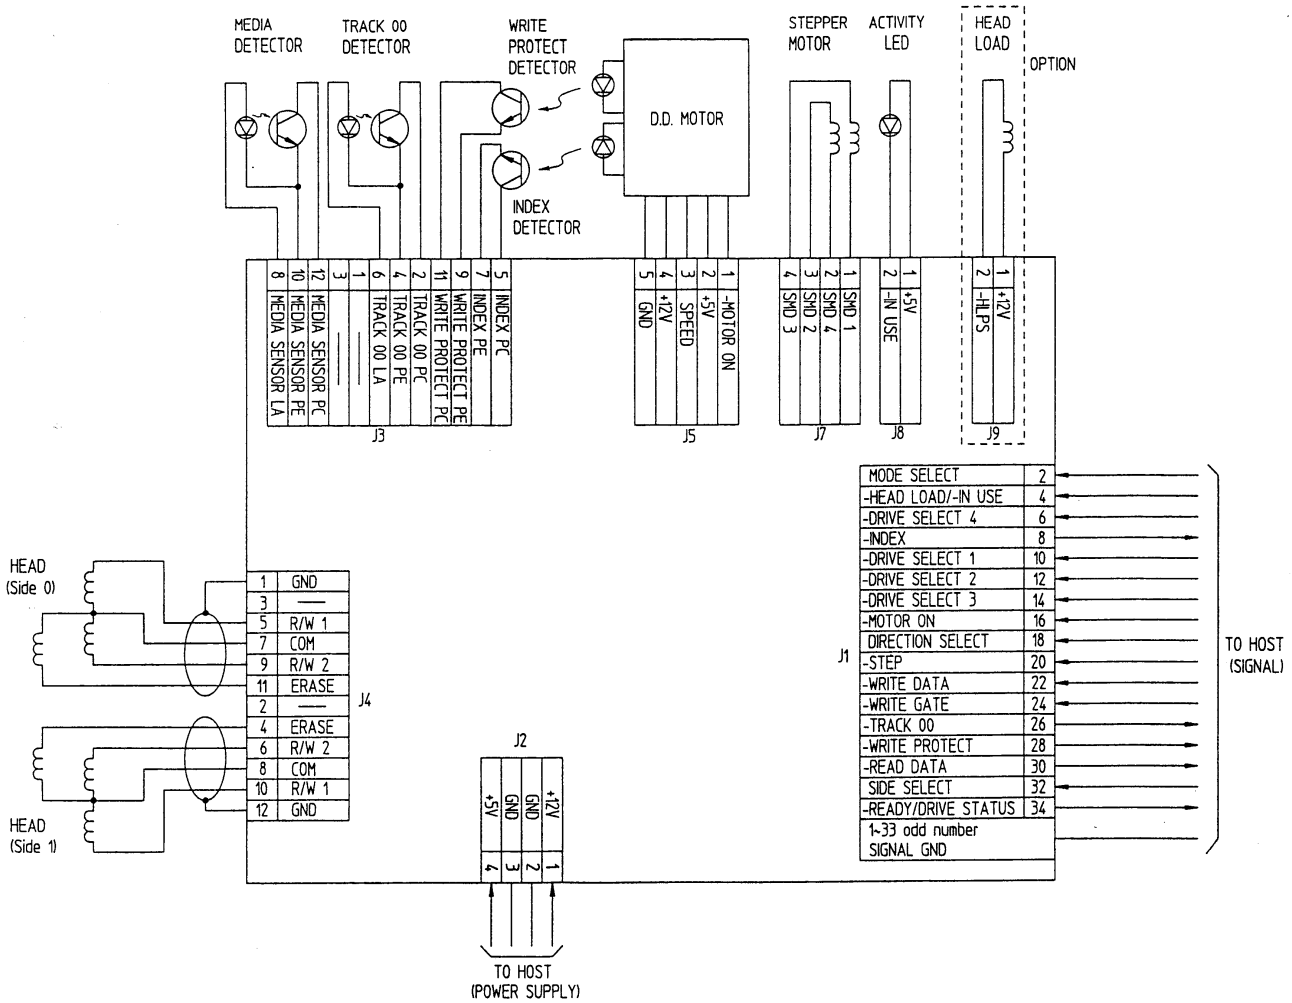 MEDIA
DETECTOR
TRACK 00
DETECTOR
WRITE
PROTECT
DETECTOR
STEPPER
MOTOR
ACTIVITY
LED
HEAD
LOAD
OPTION
D.D. MOTOR
INDEX
DETECTOR
8 MEDIA SENSOR LA
10 MEDIA SENSOR PE
12 MEDIA SENSOR PC
3
1
6 TRACK 00 LA
4 TRACK 00 PE
2 TRACK 00 PC
11 WRITE PROTECT PC
9 WRITE PROTECT PE
7 INDEX PE
5 INDEX PC
J3
5 GND
4 +12V
3 SPEED
2 +5V
1 -MOTOR ON
J5
4 SMD 3
3 SMD 2
2 SMD 4
1 SMD 1
J7
2 -IN USE
1 +5V
J8
2 -HLPS
1 +12V
J9
MODE SELECT 2
-HEAD LOAD/-IN USE 4
-DRIVE SELECT 4 6
-INDEX 8
-DRIVE SELECT 1 10
-DRIVE SELECT 2 12
-DRIVE SELECT 3 14
-MOTOR ON 16
DIRECTION SELECT 18
-STEP 20
-WRITE DATA 22
-WRITE GATE 24
-TRACK 00 26
-WRITE PROTECT 28
-READ DATA 30
SIDE SELECT 32
-READY/DRIVE STATUS 34
1~33 odd number
SIGNAL GND
J1
TO HOST
(SIGNAL)
HEAD
(Side 0)
1 GND
3
5 R/W 1
7 COM
9 R/W 2
11 ERASE
2
4 ERASE
6 R/W 2
8 COM
10 R/W 1
12 GND
J4
HEAD
(Side 1)
J2
+5V 4
GND 3
GND 2
+12V 1
TO HOST
(POWER SUPPLY)